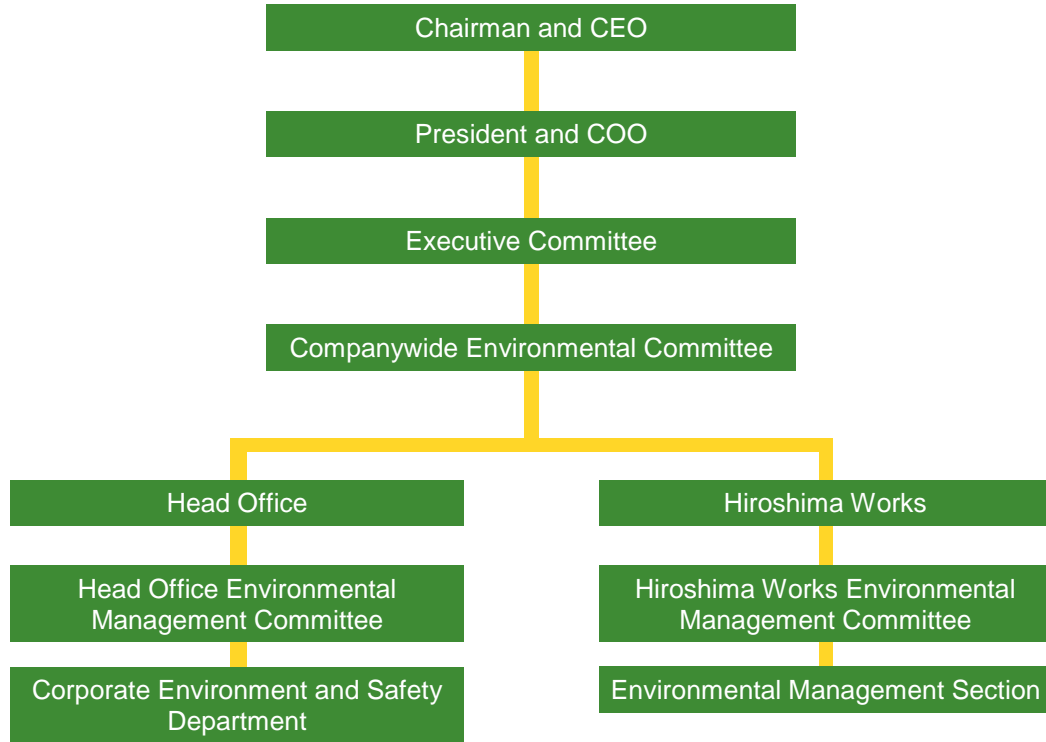 Chairman and CEO
President and COO
Executive Committee
Companywide Environmental Committee
Head Office
Head Office Environmental
Management Committee
Corporate Environment and Safety
Department
Hiroshima Works
Hiroshima Works Environmental
Management Committee
Environmental Management Section